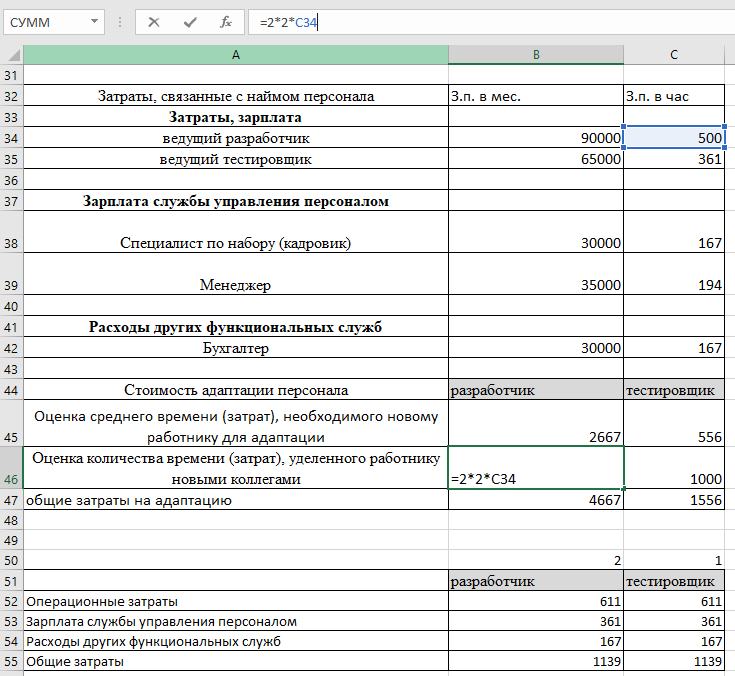 СУММ fx =2*2*C34
A B C
31
32 Затраты, связанные с наймом персонала З.п. в мес. З.п. в час
33 Затраты, зарплата
34 ведущий разработчик 90000 500
35 ведущий тестировщик 65000 361
36
37 Зарплата службы управления персоналом
38 Специалист по набору (кадровик) 30000 167
39 Менеджер 35000 194
40
41 Расходы других функциональных служб
42 Бухгалтер 30000 167
43
44 Стоимость адаптации персонала разработчик тестировщик
Оценка среднего времени (затрат), необходимого новому
45 работнику для адаптации 2667 556
Оценка количества времени (затрат), уделенного работнику
46 новыми коллегами =2*2*C34 1000
47 общие затраты на адаптацию 4667 1556
48
49
50 2 1
51 разработчик тестировщик
52 Операционные затраты 611 611
53 Зарплата службы управления персоналом 361 361
54 Расходы других функциональных служб 167 167
55 Общие затраты 1139 1139